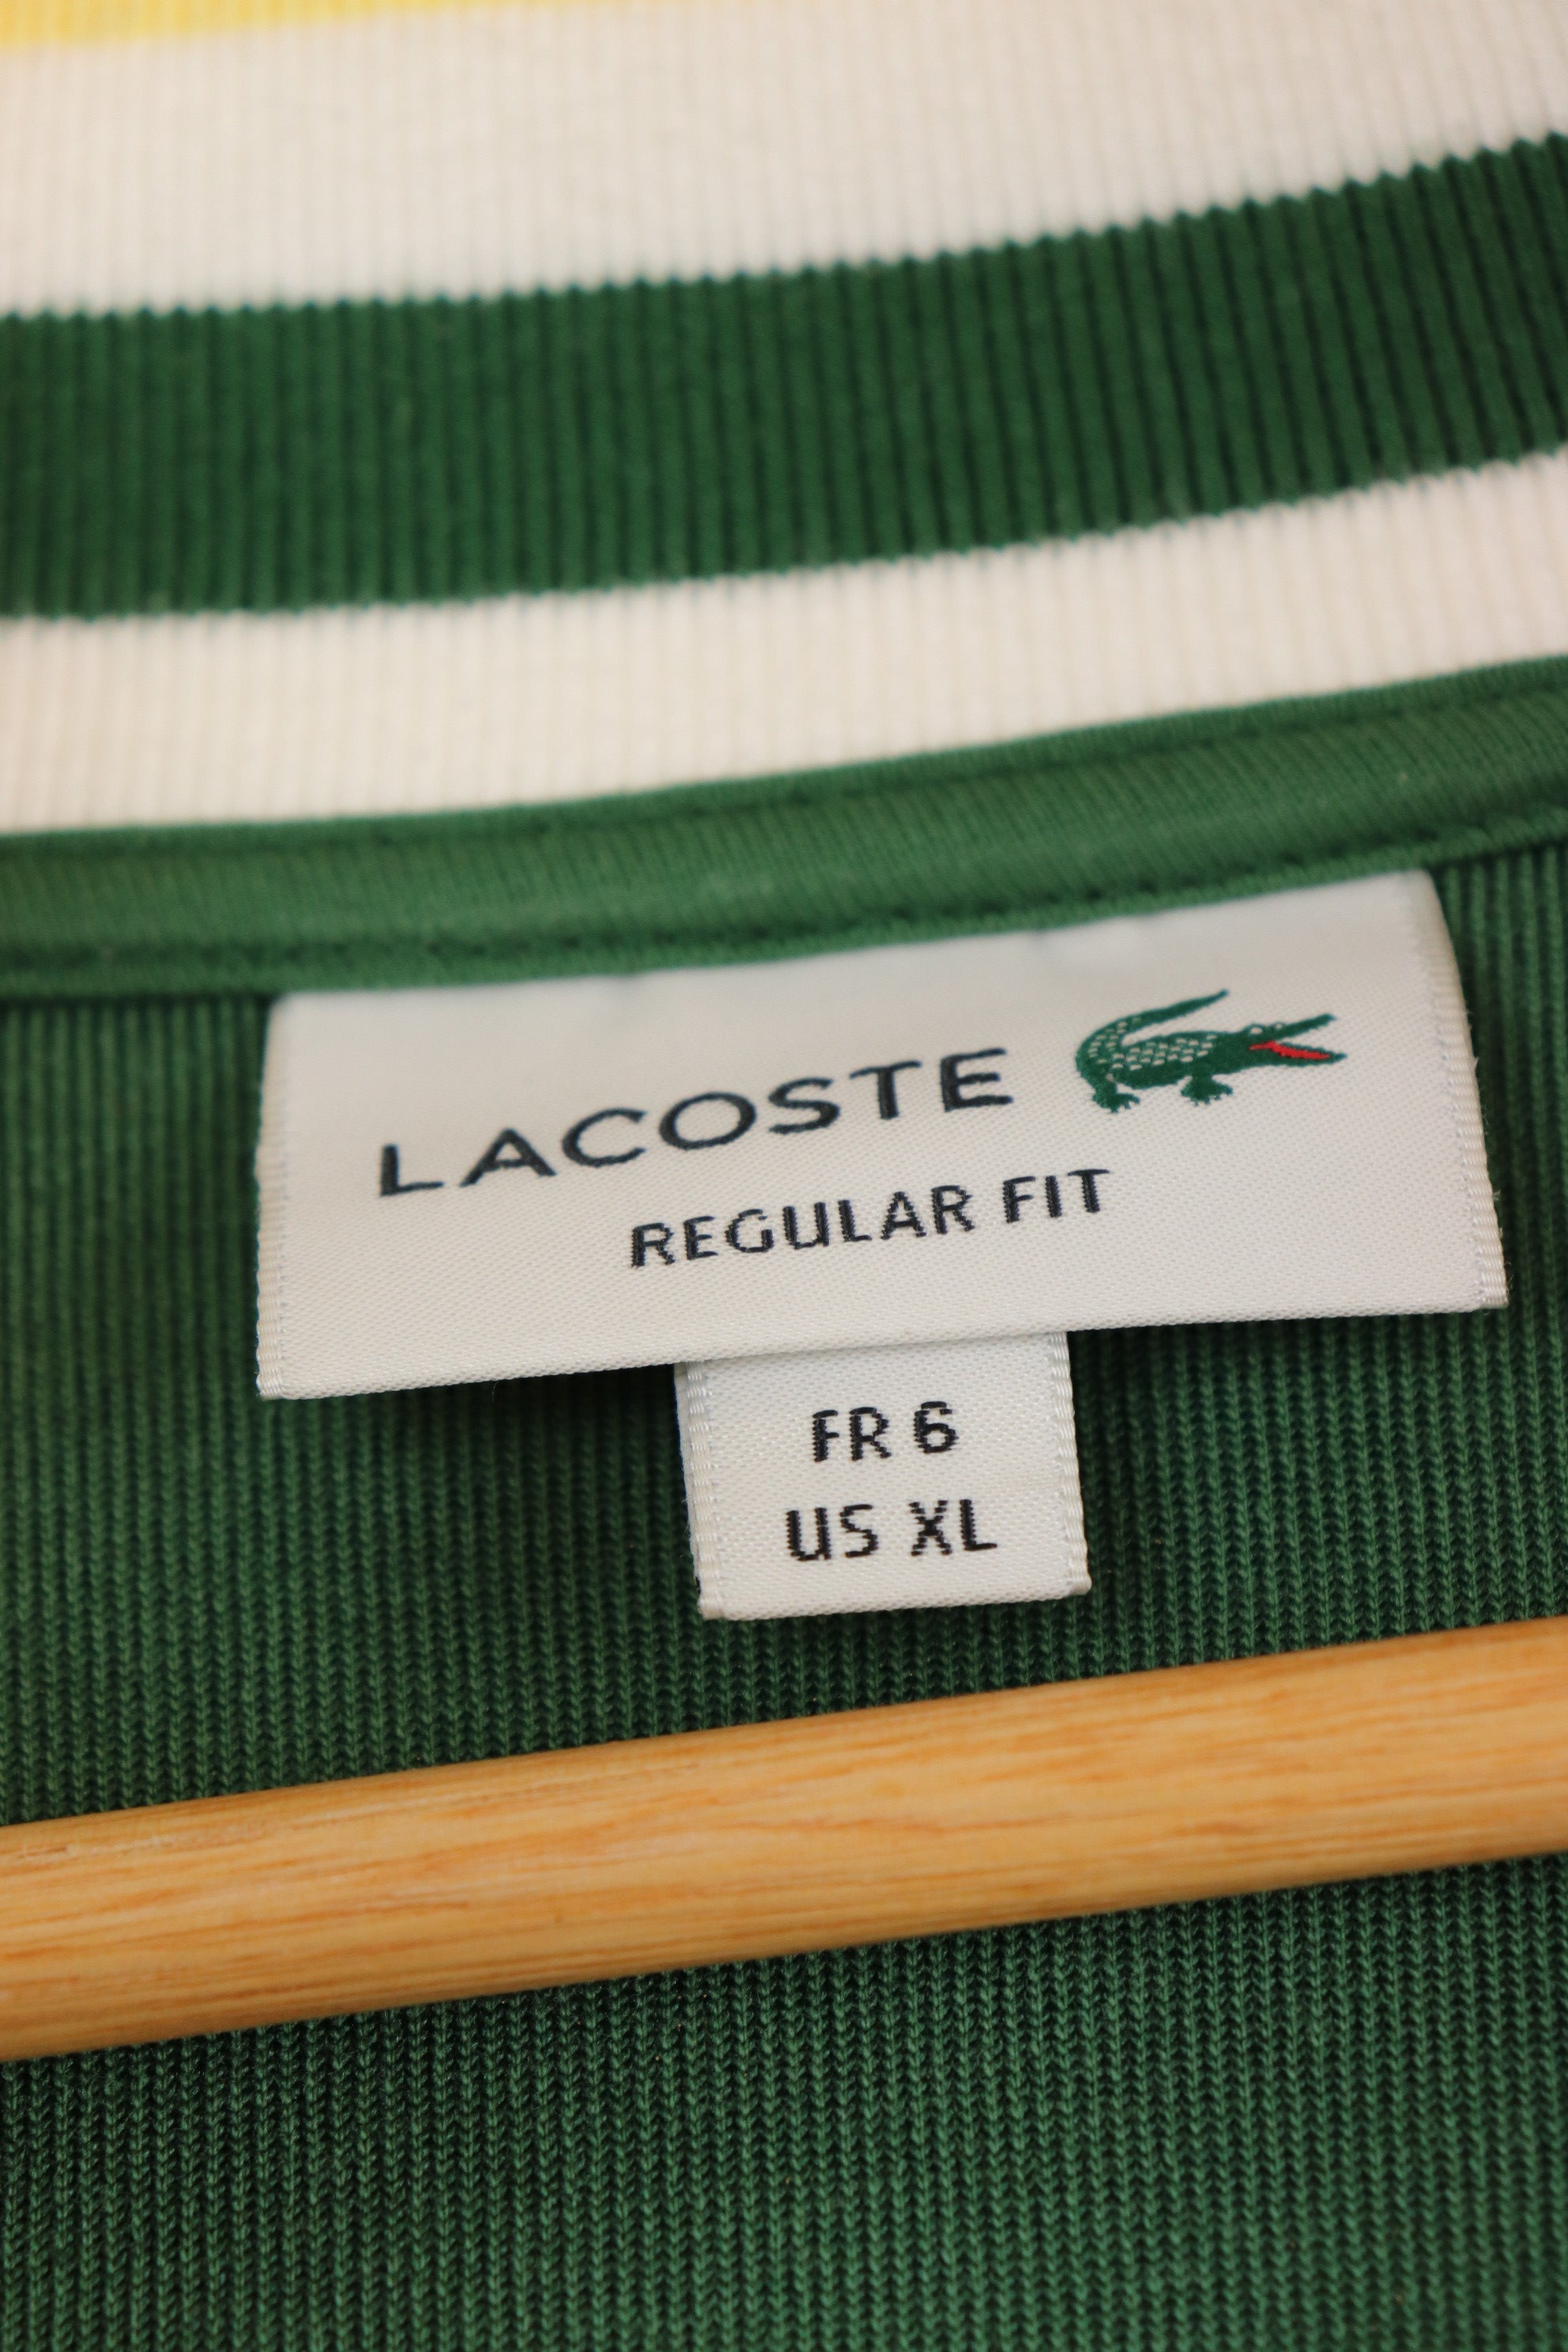 LACOSTE
REGULAR FIT
FR 6
US XL